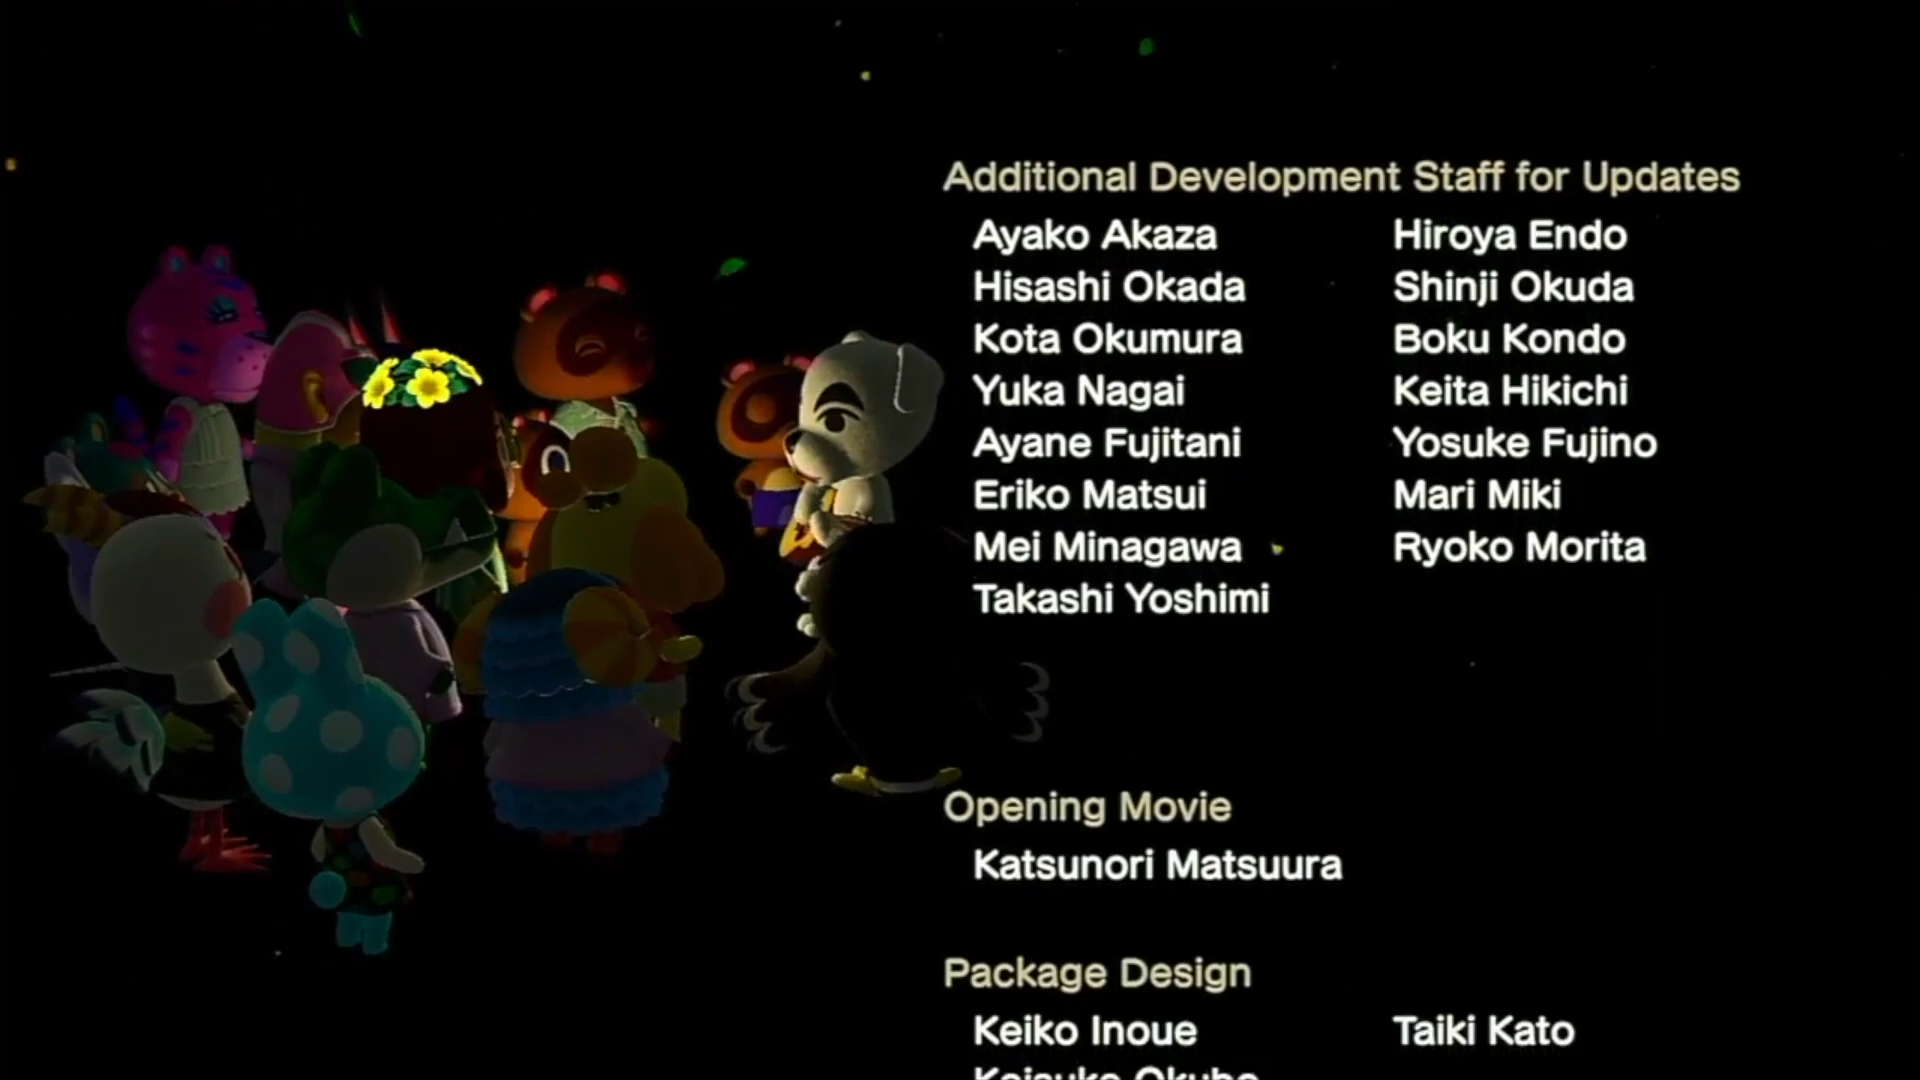 Additional Development Staff for Updates
Ayako Akaza Hiroya Endo
Hisashi Okada Shinji Okuda
Kota Okumura Boku Kondo
Yuka Nagai Keita Hikichi
Ayane Fujitani Yosuke Fujino
Eriko Matsui Mari Miki
Mei Minagawa Ryoko Morita
Takashi Yoshimi
Opening Movie
Katsunori Matsuura
Package Design
Keiko Inoue Taiki Kato
Keisuke Okubo